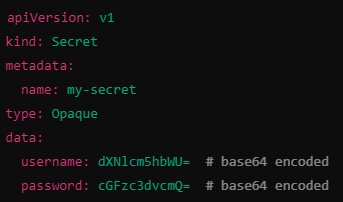 apiVersion: v1
kind: Secret
metadata:
  name: my-secret
type: Opaque
data:
  username: dXNlcm5hbWU=  # base64 encoded
  password: cGFzc3dvcmQ=  # base64 encoded